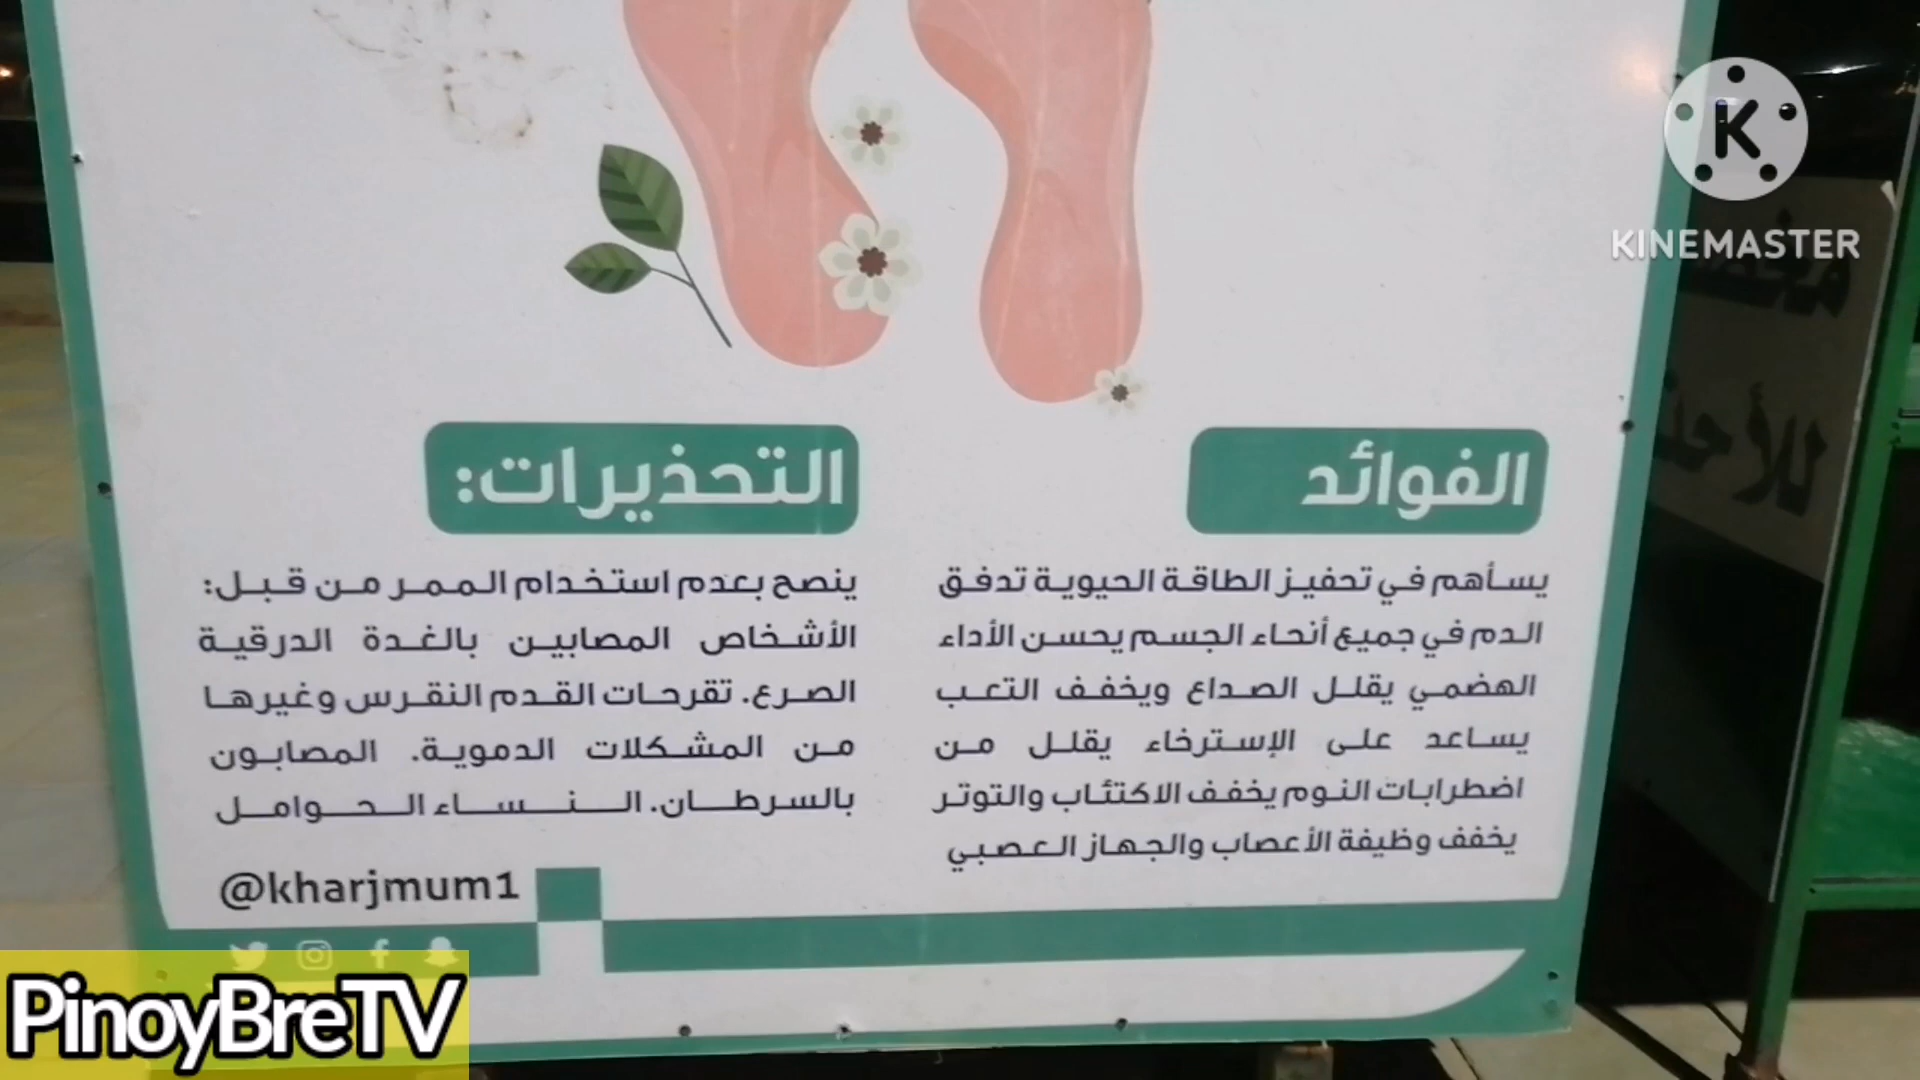 الفوائد
يسأهم في تحفيز الطاقة الحيوية تدفق
الدم في جميع أنحاء الجسم يحسن الأداء
الهضمي يقلل الصداع ويخفف التعب
يساعد على الإسترخاء يقلل من
اضطرابات النوم يخفف الاكتئاب والتوتر
يخفف وظيفة الأعصاب والجهاز العصبي
التحذيرات:
ينصح بعدم استخدام الممر من قبل:
الأشخاص المصابين بالغدة الدرقية
الصرع. تقرحات القدم النقرس وغيرها
من المشكلات الدموية. المصابون
بالسرطان. النساء الحوامل
@kharjmum1
K
KINEMASTER
PinoyBreTV